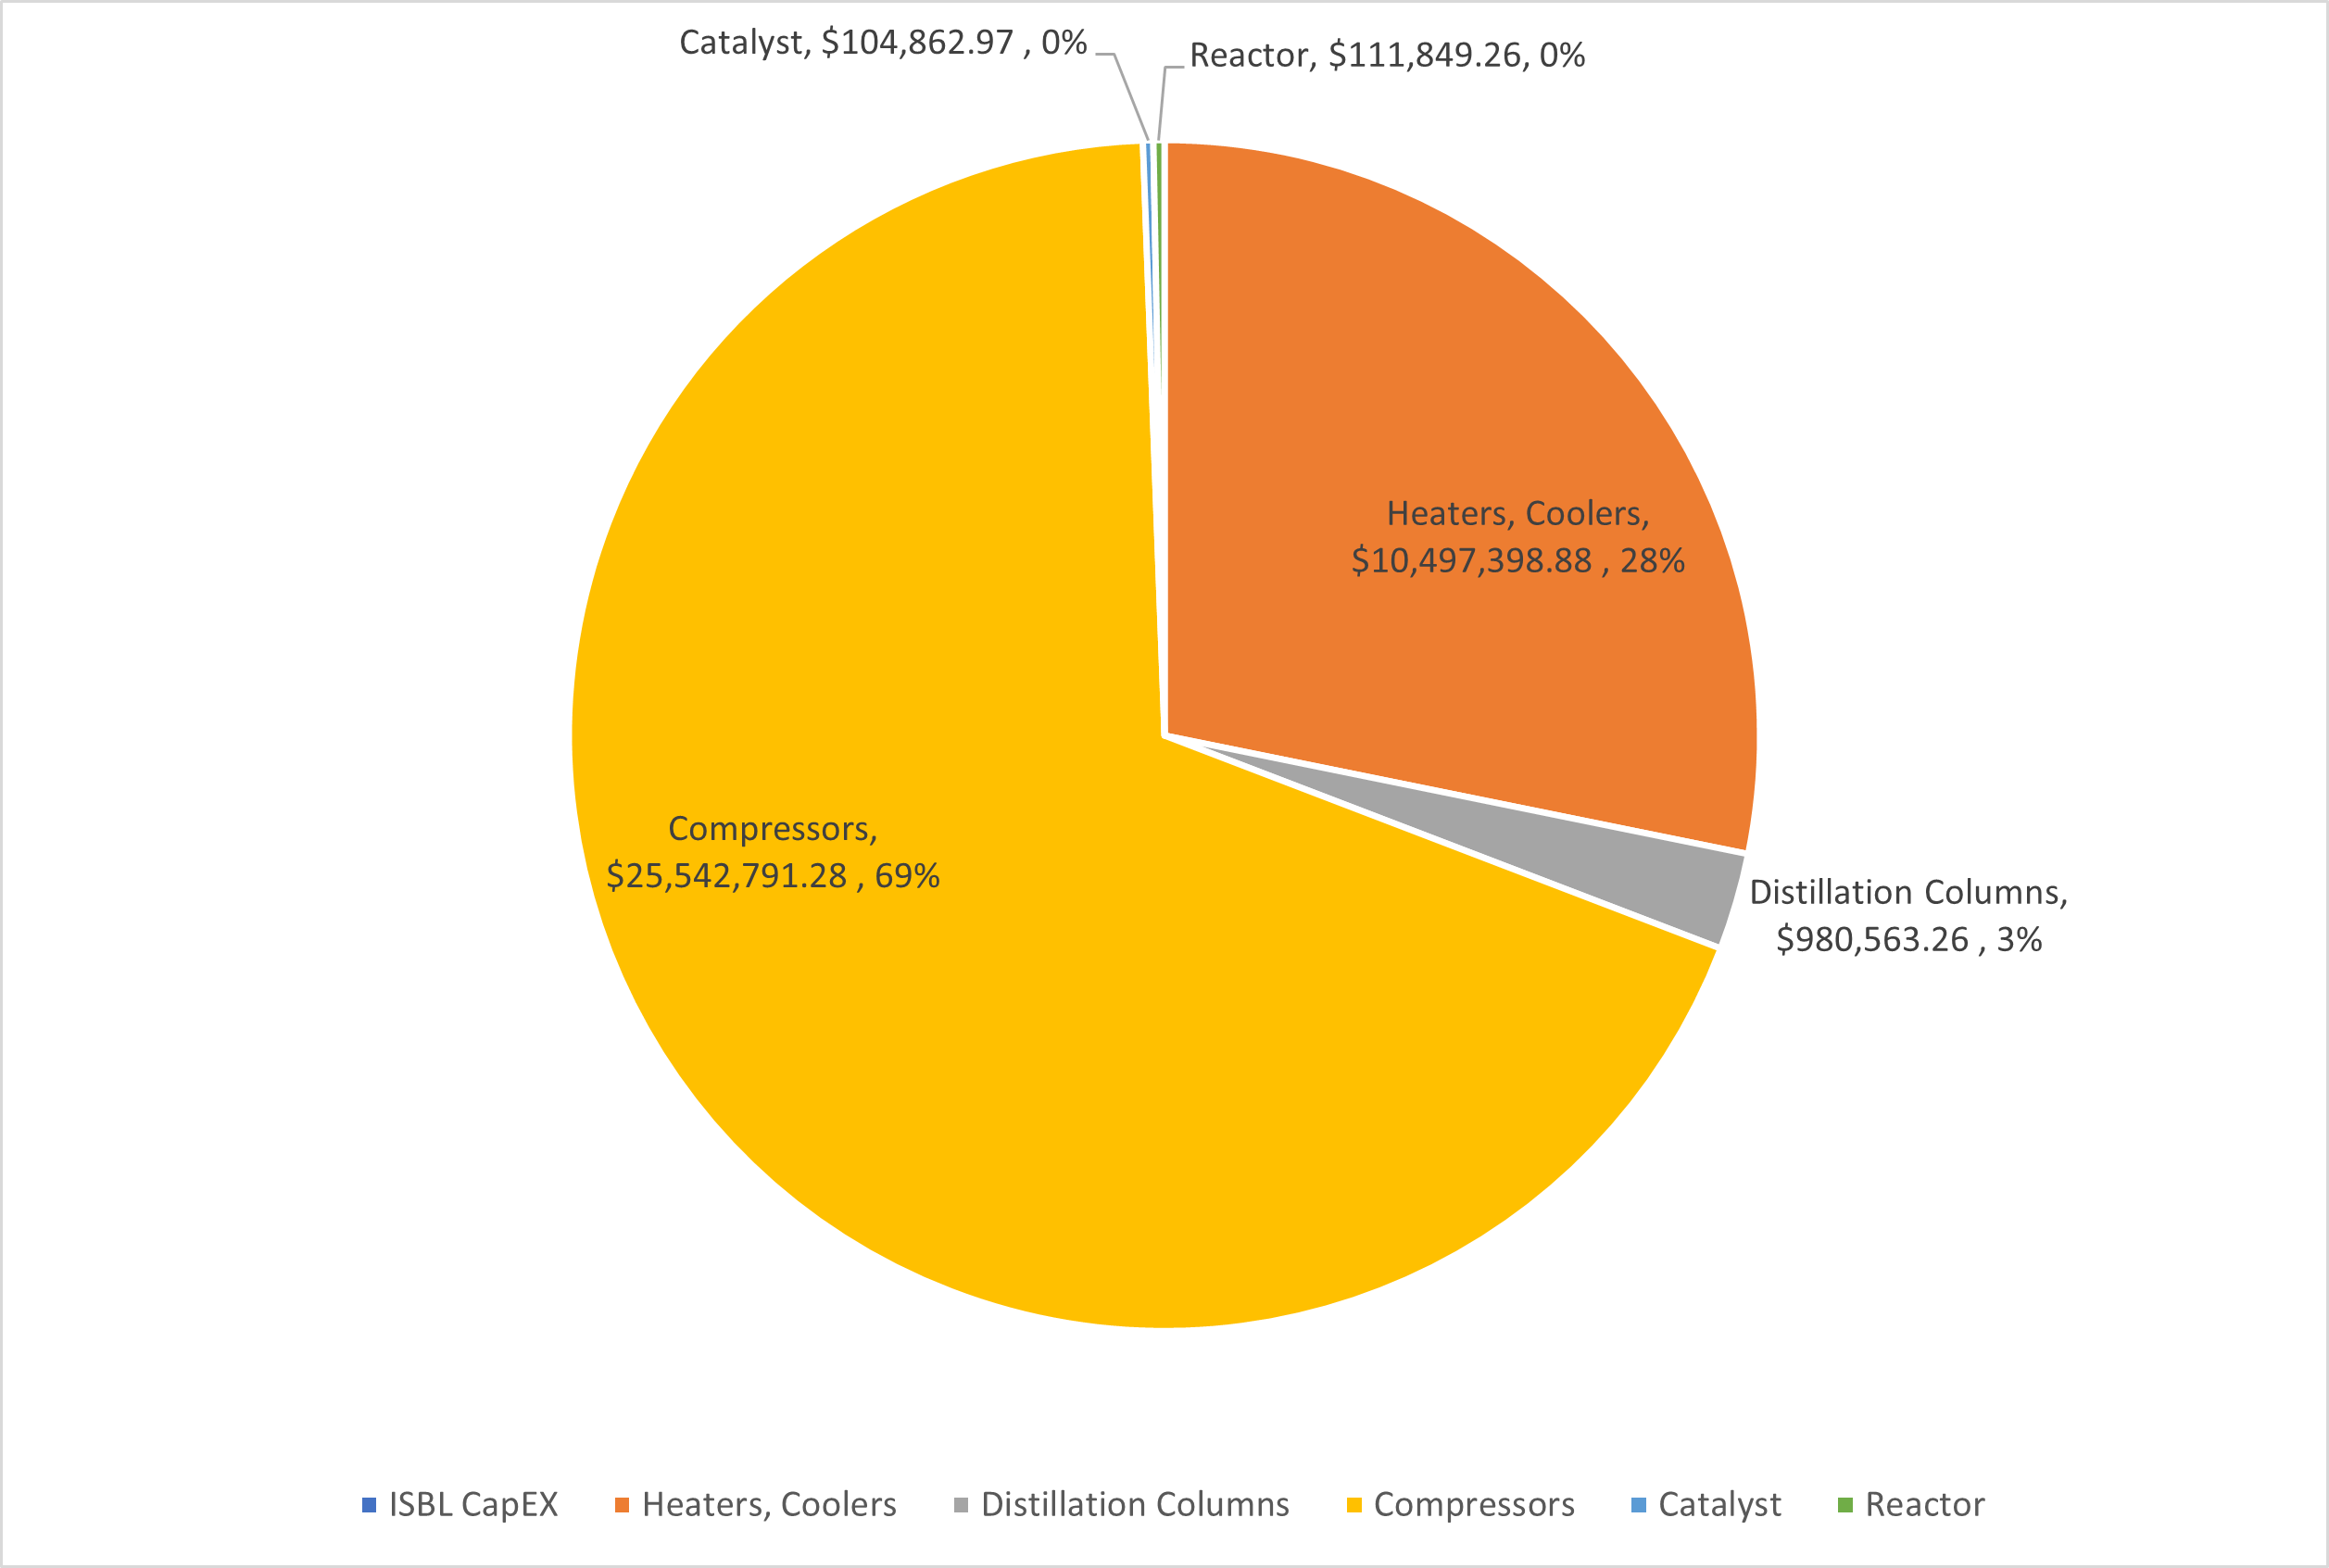 Catalyst, $104,862.97 , 0%
Reactor, $111,849.26, 0%
Heaters, Coolers,
$10,497,398.88 , 28%
Compressors,
$25,542,791.28 , 69%
Distillation Columns,
$980,563.26 , 3%
ISBL CapEX
Heaters, Coolers
Distillation Columns
Compressors
Catalyst
Reactor